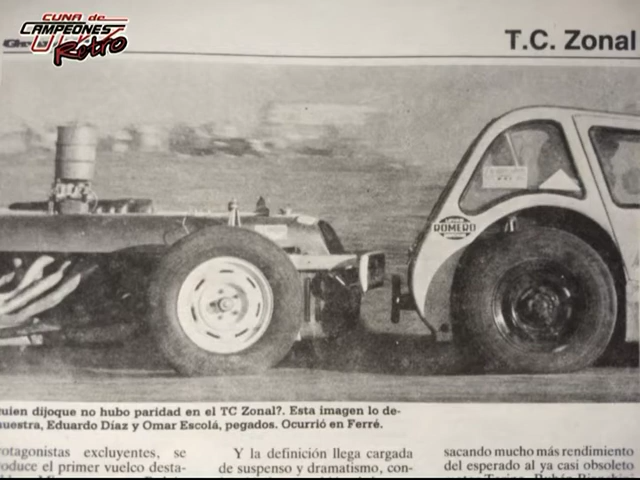 CUNA de
CAMPEONES
Retro
T.C. Zonal
ROMERO
uien dijoque no hubo paridad en el TC Zonal?. Esta imagen lo de-
uestra, Eduardo Díaz y Omar Escolá, pegados. Ocurrió en Ferré.
rotagonistas excluyentes, se
oduce el primer vuelco desta-
Y la definición llega cargada
de suspenso y dramatismo, con-
sacando mucho más rendimiento
del esperado al ya casi obsoleto